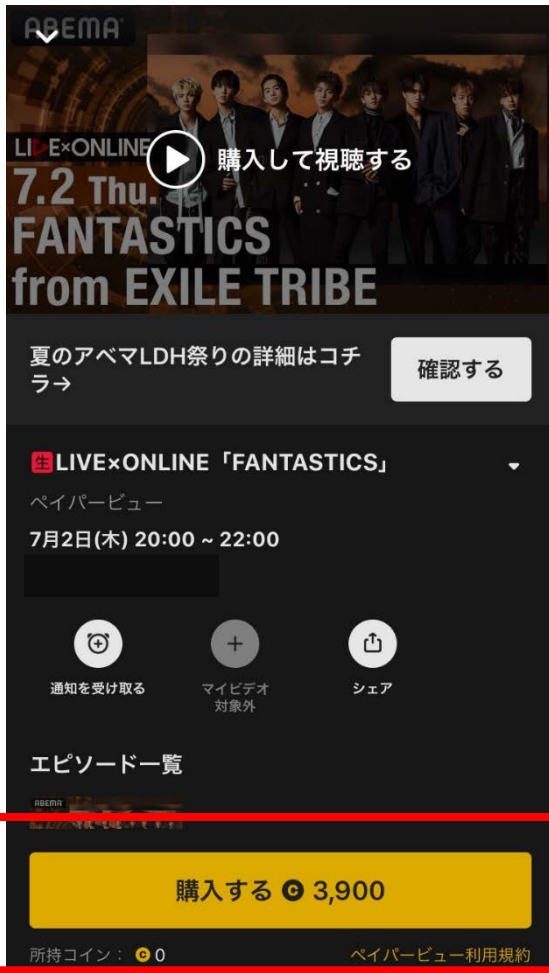 ABEMA
LIVE×ONLINE
7.2 Thu.
FANTASTICS
from EXILE TRIBE
購入して視聴する
夏のアベマLDH祭りの詳細はコチ
ラ→
確認する
生LIVE×ONLINE「FANTASTICS」
ペイパービュー
7月2日(木) 20:00 ~ 22:00
通知を受け取る
マイビデオ
対象外
シェア
エピソード一覧
ABEMA
購入する C 3,900
所持コイン： C 0
ペイパービュー利用規約